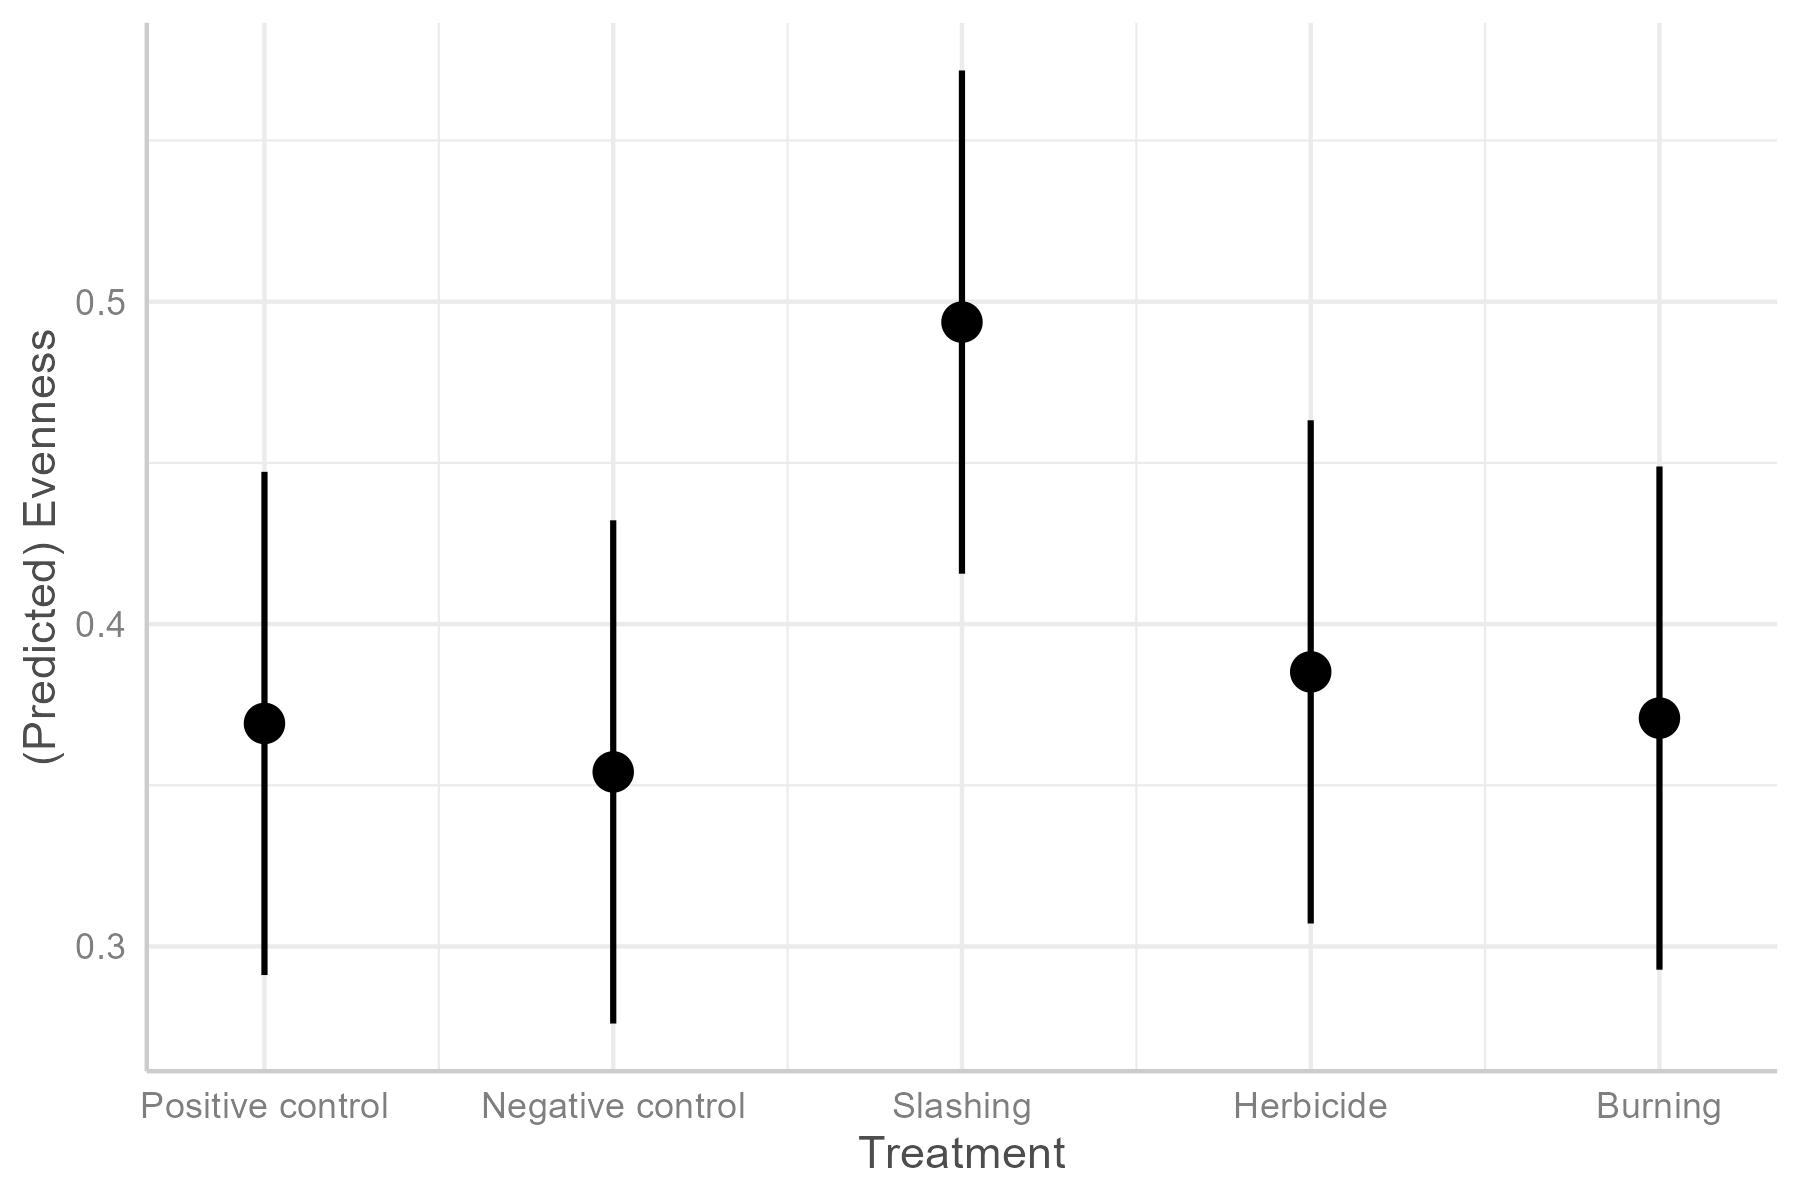 (Predicted) Evenness
0.5
0.4
0.3
Positive control
Negative control
Slashing
Herbicide
Burning
Treatment